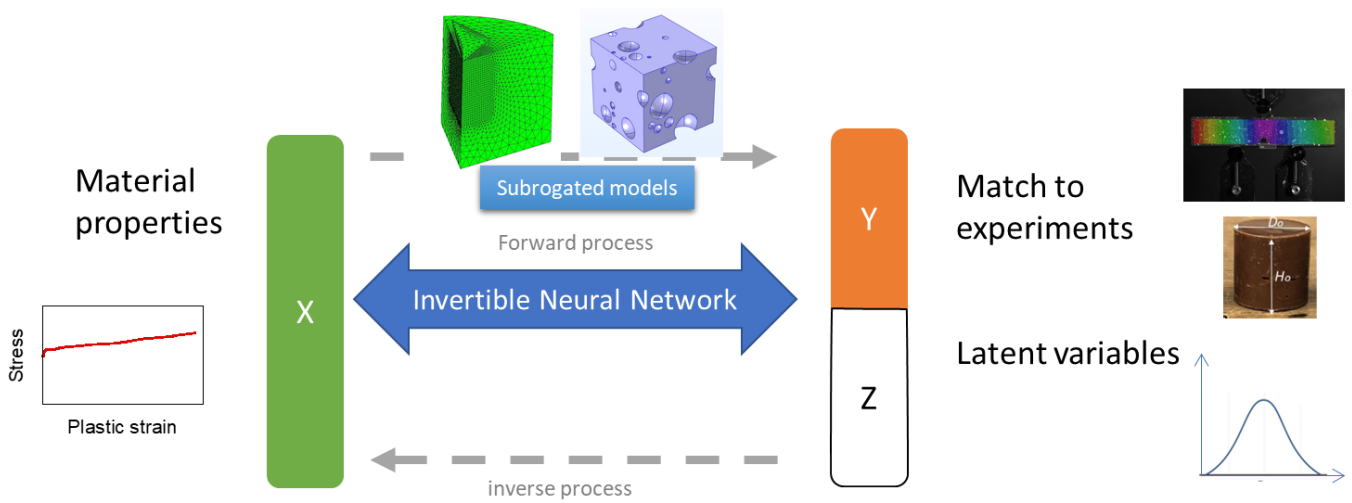 Material
properties
Stress
Plastic strain
X
Subrogated models
Forward process
Invertible Neural Network
inverse process
Y
Z
Match to
experiments
Latent variables
D₀
H₀